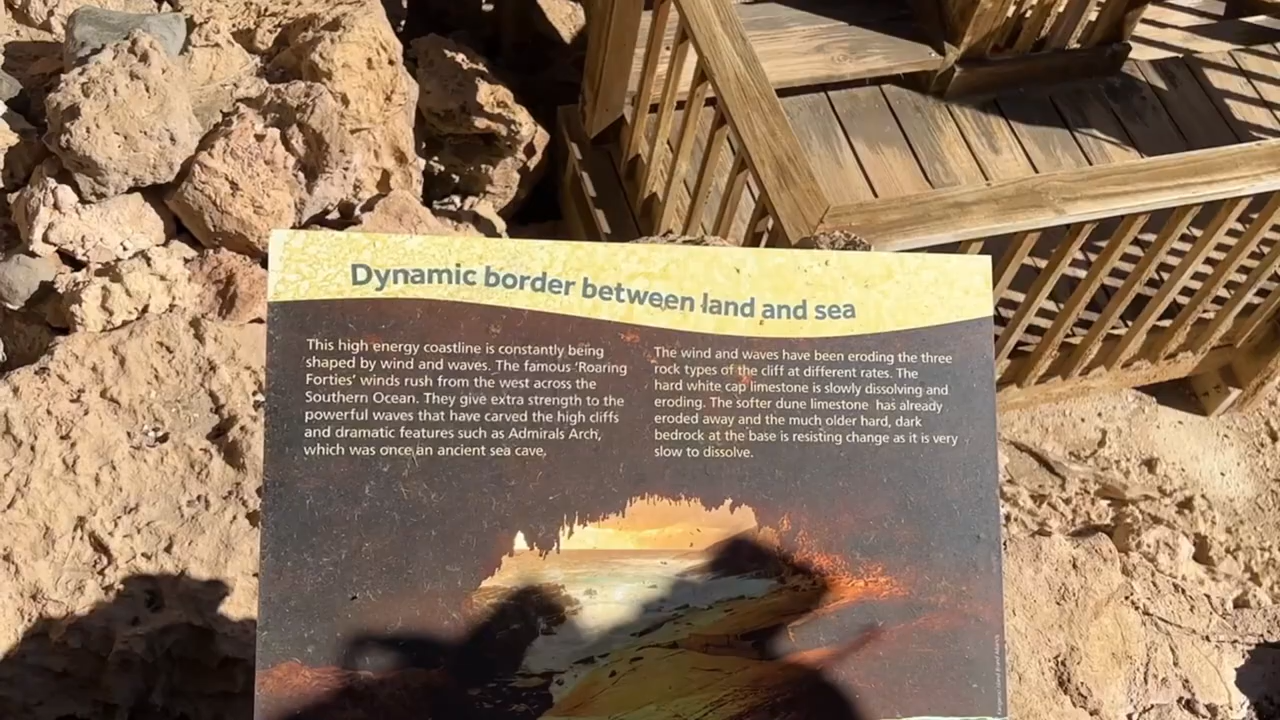 Dynamic border between land and sea
This high energy coastline is constantly being
shaped by wind and waves. The famous ‘Roaring
Forties’ winds rush from the west across the
Southern Ocean. They give extra strength to the
powerful waves that have carved the high cliffs
and dramatic features such as Admirals Arch,
which was once an ancient sea cave.
The wind and waves have been eroding the three
rock types of the cliff at different rates. The
hard white cap limestone is slowly dissolving and
eroding. The softer dune limestone has already
eroded away and the much older hard, dark
bedrock at the base is resisting change as it is very
slow to dissolve.